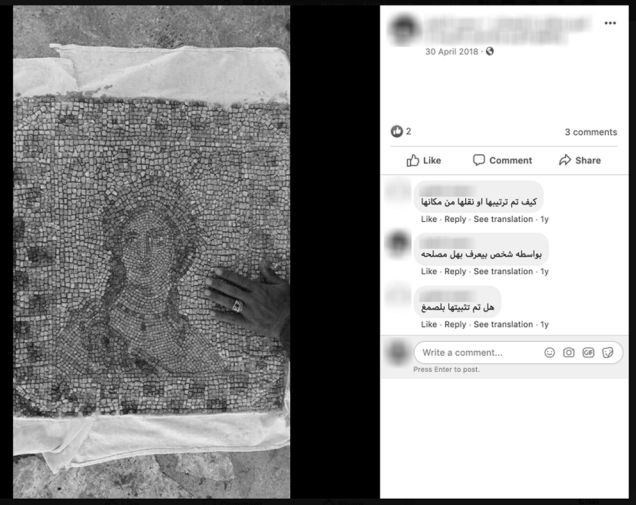 30 April 2018 ·
2
3 comments
Like Comment Share
كيف تم ترتيبها او نقلها من مكانها
Like · Reply · See translation · 1y
بواسطه شخص بيعرف بهل مصلحه
Like · Reply · See translation · 1y
هل تم تثبيتها بلصمغ
Like · Reply · See translation · 1y
Write a comment...
GIF
Press Enter to post.